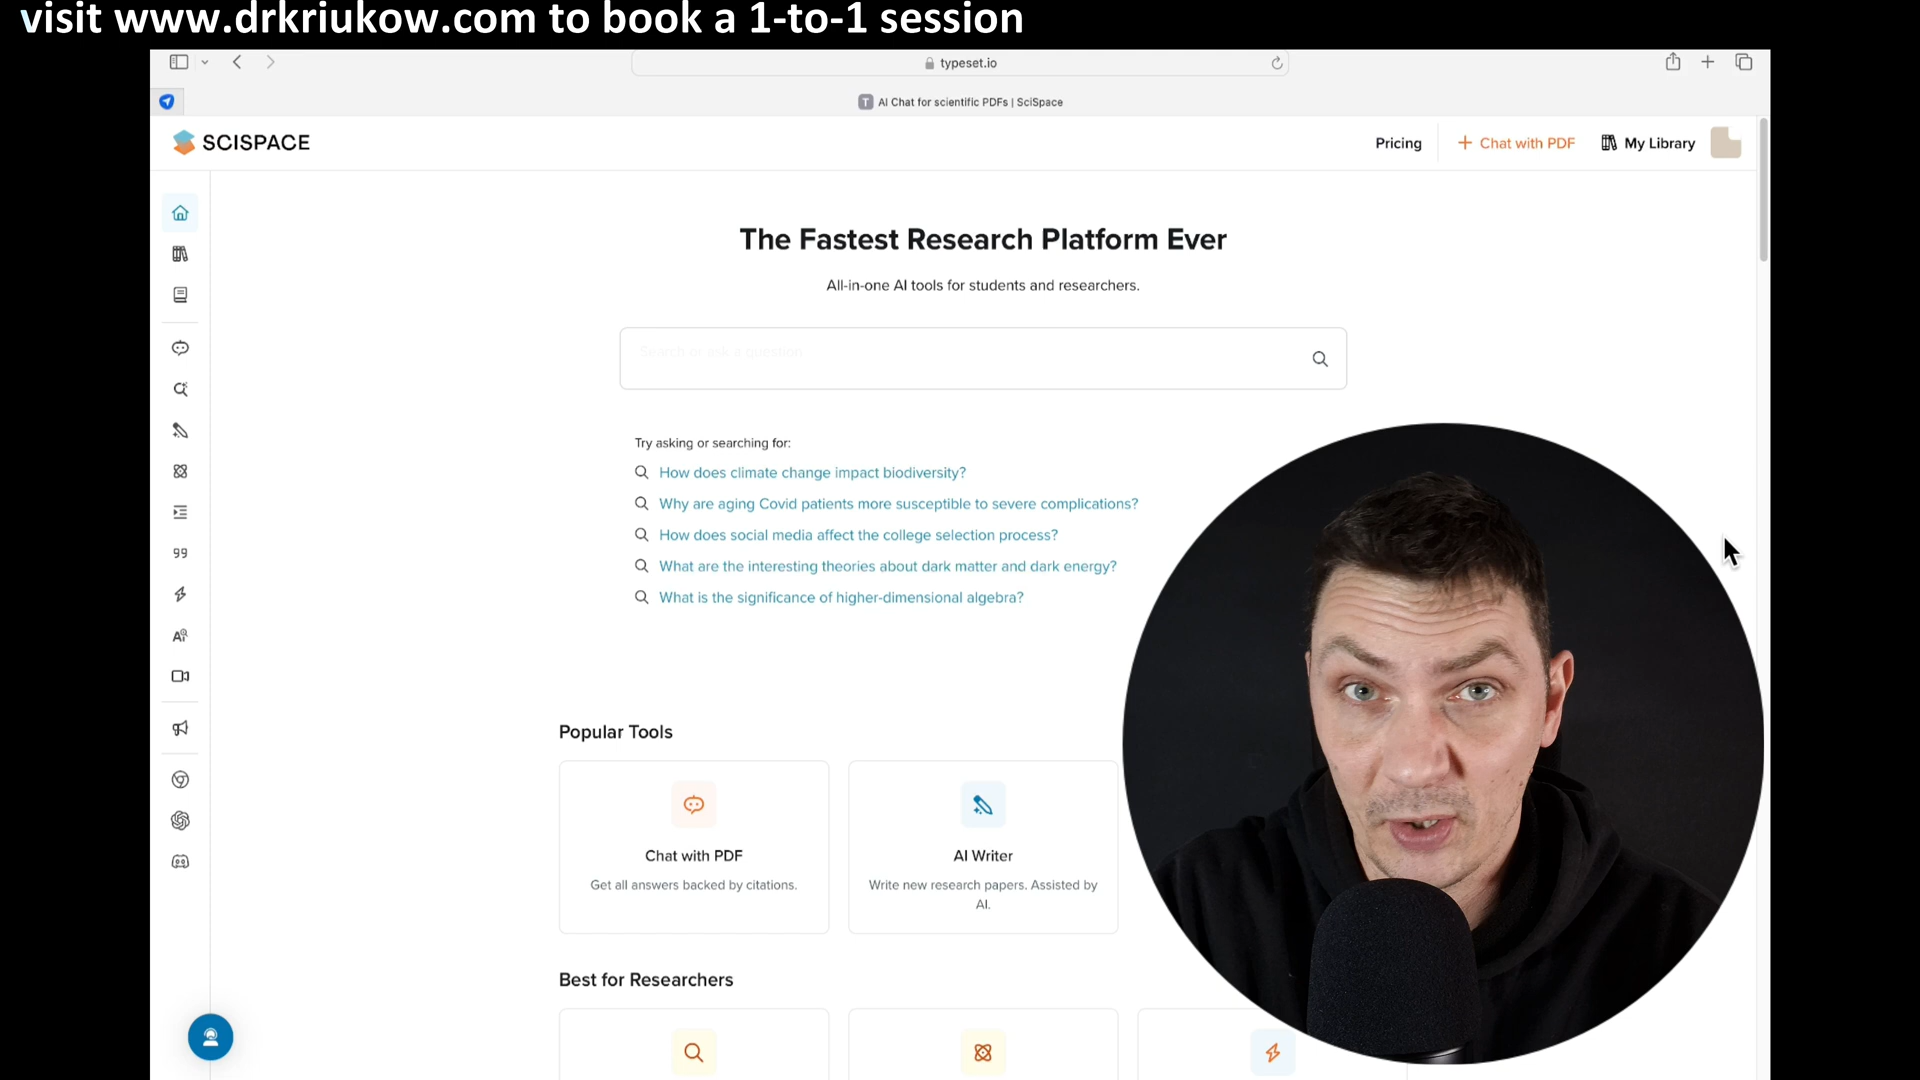 visit www.drkriukow.com to book a 1-to-1 session
typeset.io
T AI Chat for scientific PDFs | SciSpace
SCISPACE
Pricing
+ Chat with PDF
My Library
The Fastest Research Platform Ever
All-in-one AI tools for students and researchers.
Search or ask a question
Try asking or searching for:
How does climate change impact biodiversity?
Why are aging Covid patients more susceptible to severe complications?
How does social media affect the college selection process?
What are the interesting theories about dark matter and dark energy?
What is the significance of higher-dimensional algebra?
Popular Tools
Chat with PDF
Get all answers backed by citations.
AI Writer
Write new research papers. Assisted by
AI.
Best for Researchers